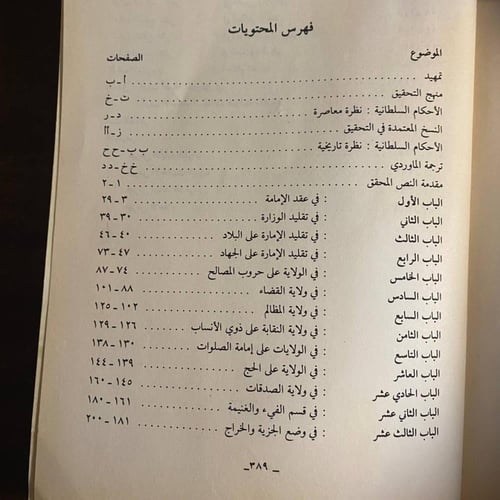 فهرس المحتويات
الموضوع الصفحات
تمهيد ........ أ - ب
منهج التحقيق ........ ت - خ
الأحكام السلطانية : نظرة معاصرة ........ د - ر
النسخ المعتمدة في التحقيق ........ ز - أأ
الأحكام السلطانية : نظرة تاريخية ........ ب ب - ح ح
ترجمة الماوردي ........ خ خ - د د
مقدمة النص المحقق ........ ١ - ٢
الباب الأول : في عقد الإمامة ........ ٣ - ٢٩
الباب الثاني : في تقليد الوزارة ........ ٣٠ - ٣٩
الباب الثالث : في تقليد الإمارة على البلاد ........ ٤٠ - ٤٦
الباب الرابع : في تقليد الإمارة على الجهاد ........ ٤٧ - ٧٣
الباب الخامس : في الولاية على حروب المصالح ........ ٧٤ - ٨٧
الباب السادس : في ولاية القضاء ........ ٨٨ - ١٠١
الباب السابع : في ولاية المظالم ........ ١٠٢ - ١٢٥
الباب الثامن : في ولاية النقابة على ذوي الأنساب ........ ١٢٦ - ١٢٩
الباب التاسع : في الولايات على إمامة الصلوات ........ ١٣٠ - ١٣٨
الباب العاشر : في الولاية على الحج ........ ١٣٩ - ١٤٤
الباب الحادي عشر : في ولاية الصدقات ........ ١٤٥ - ١٦٠
الباب الثاني عشر : في قسم الفيء والغنيمة ........ ١٦١ - ١٨٠
الباب الثالث عشر : في وضع الجزية والخراج ........ ١٨١ - ٢٠٠
ـ ٣٨٩ ـ